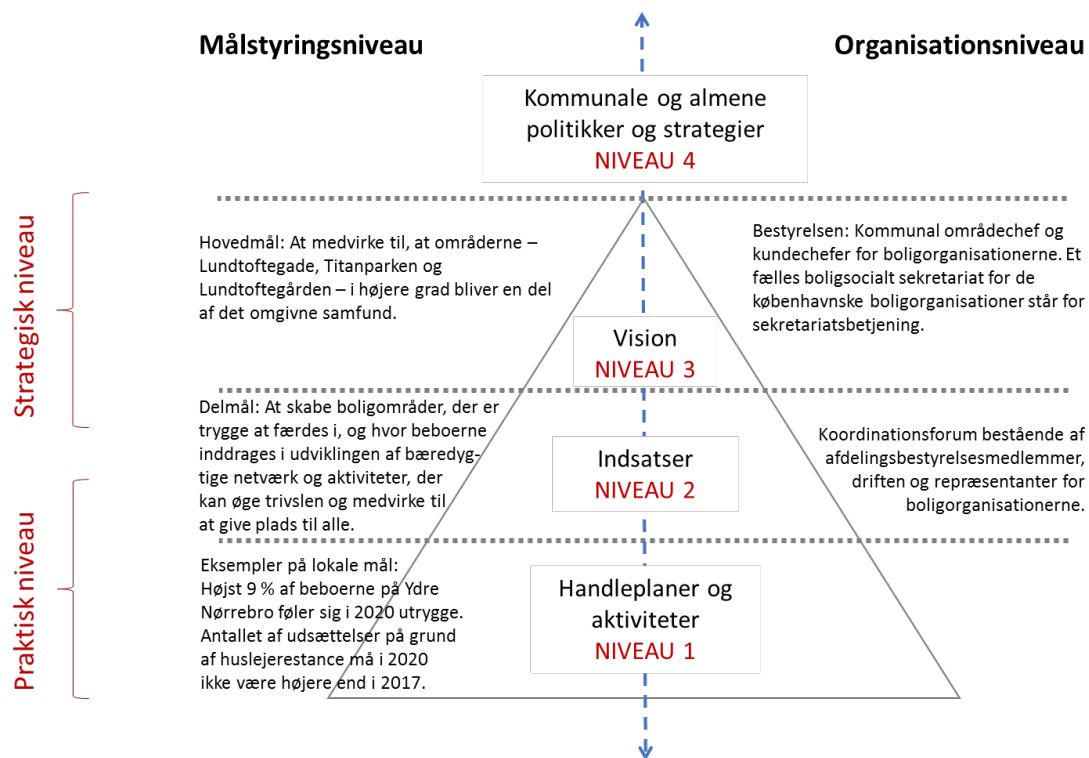 Målstyringsniveau
Organisationsniveau
Kommunale og almene
politikker og strategier
NIVEAU 4
Strategisk niveau
Hovedmål: At medvirke til, at områderne –
Lundtoftegade, Titanparken og
Lundtoftegården – i højere grad bliver en del
af det omgivne samfund.
Vision
NIVEAU 3
Bestyrelsen: Kommunal områdechef og
kundechefer for boligorganisationerne. Et
fælles boligsocialt sekretariat for de
københavnske boligorganisationer står for
sekretariatsbetjening.
Delmål: At skabe boligområder, der er
trygge at færdes i, og hvor beboerne
inddrages i udviklingen af bæredyg-
tige netværk og aktiviteter, der
kan øge trivslen og medvirke til
at give plads til alle.
Indsatser
NIVEAU 2
Koordinationsforum bestående af
afdelingsbestyrelsesmedlemmer,
driften og repræsentanter for
boligorganisationerne.
Praktisk niveau
Eksempler på lokale mål:
Højst 9 % af beboerne på Ydre
Nørrebro føler sig i 2020 utrygge.
Antallet af udsættelser på grund
af huslejerestance må i 2020
ikke være højere end i 2017.
Handleplaner og
aktiviteter
NIVEAU 1